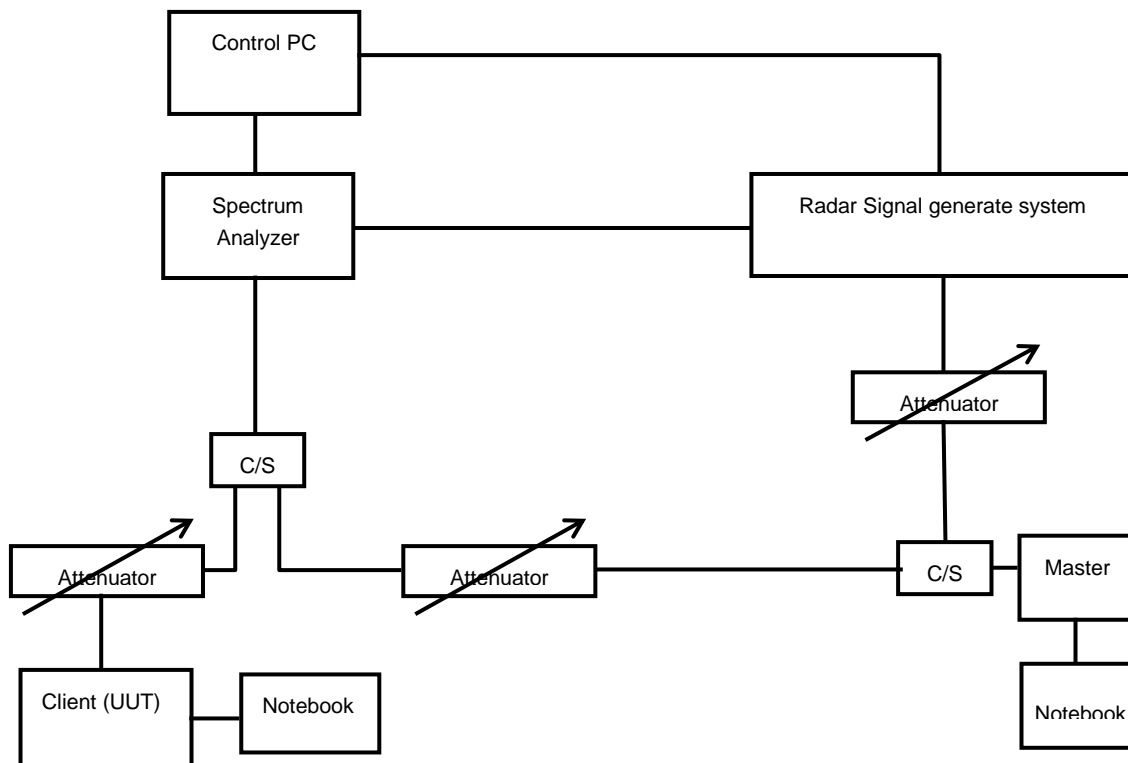 Control PC
Spectrum
Analyzer
Radar Signal generate system
Attenuator
C/S
Attenuator
Attenuator
C/S
Master
Client (UUT)
Notebook
Notebook